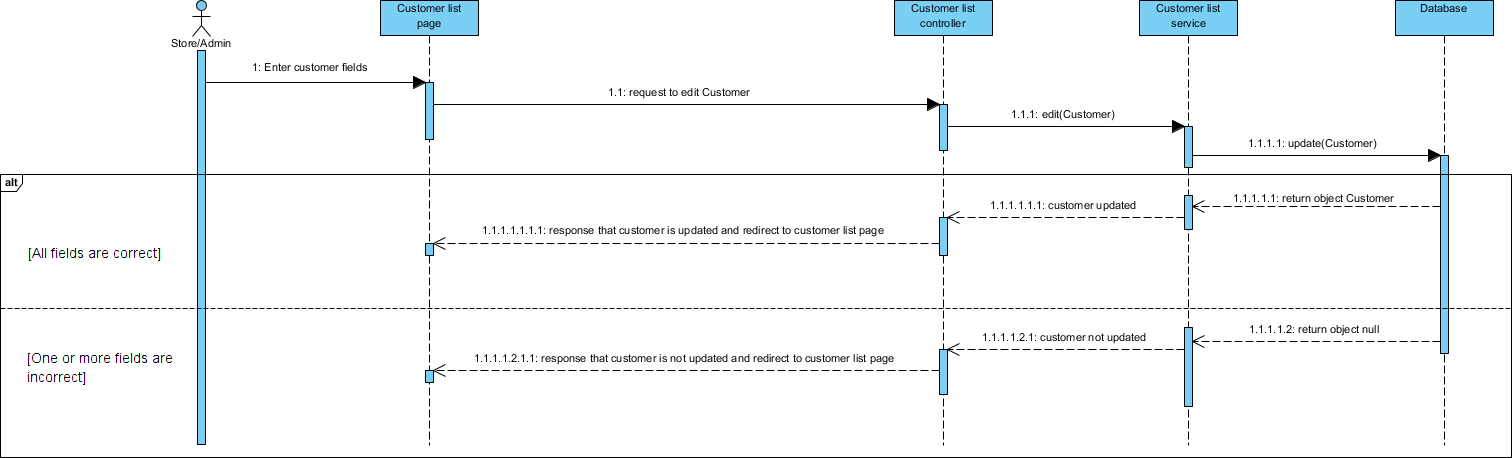 Customer list
page
Customer list
controller
Customer list
service
Database
Store/Admin
1: Enter customer fields
1.1: request to edit Customer
1.1.1: edit(Customer)
1.1.1.1: update(Customer)
alt
1.1.1.1.1: return object Customer
1.1.1.1.1.1: customer updated
1.1.1.1.1.1.1: response that customer is updated and redirect to customer list page
[All fields are correct]
1.1.1.1.2: return object null
1.1.1.1.2.1: customer not updated
1.1.1.1.2.1.1: response that customer is not updated and redirect to customer list page
[One or more fields are
incorrect]